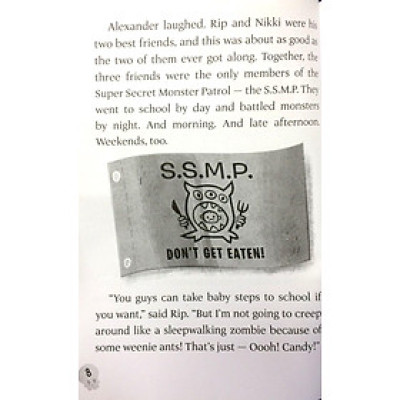 Alexander laughed. Rip and Nikki were his
two best friends, and this was about as good as
the two of them ever got along. Together, the
three friends were the only members of the
Super Secret Monster Patrol — the S.S.M.P. They
went to school by day and battled monsters
by night. And morning. And late afternoon.
Weekends, too.
S.S.M.P.
DON'T GET EATEN!
"You guys can take baby steps to school if
you want," said Rip. "But I'm not going to creep
around like a sleepwalking zombie because of
some weenie ants! That's just — Oooh! Candy!"
8